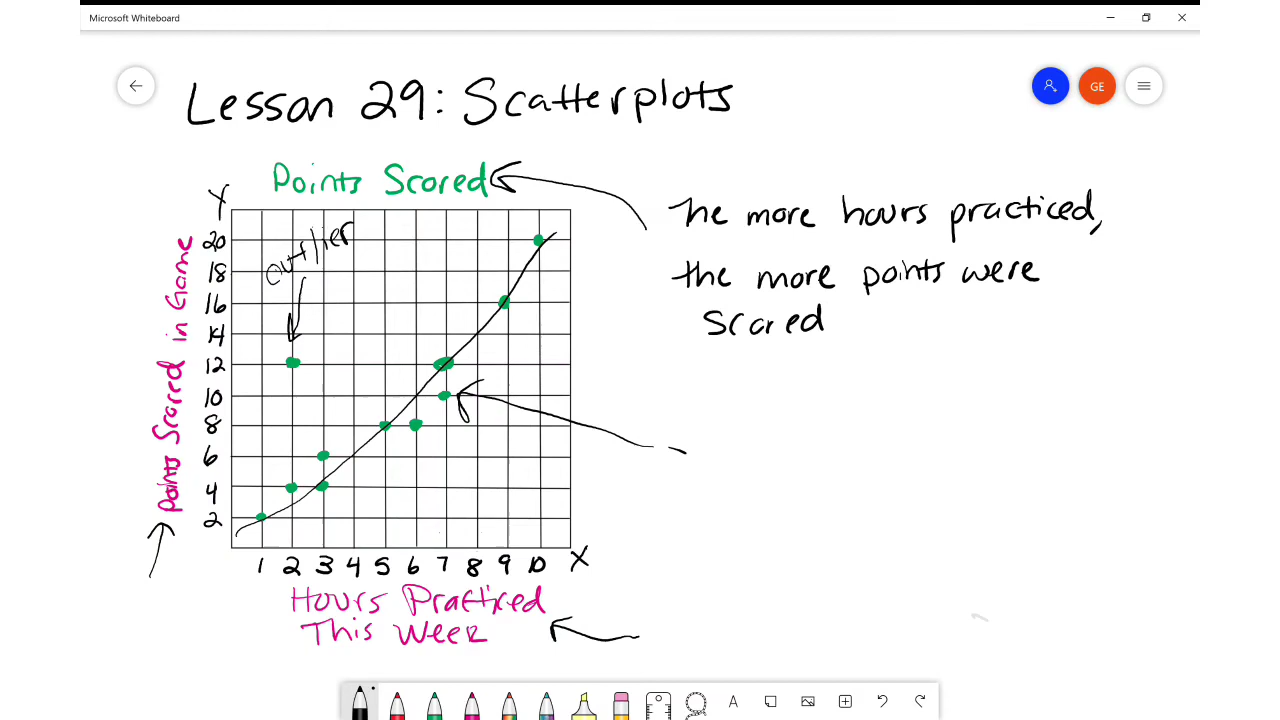 Microsoft Whiteboard
Lesson 29: Scatterplots
GE
Points Scored
The more hours practiced,
the more points were
scored
Y
outlier
Points Scored in Game
20
18
16
14
12
10
8
6
4
2
1 2 3 4 5 6 7 8 9 10 X
Hours Practiced
This Week
A